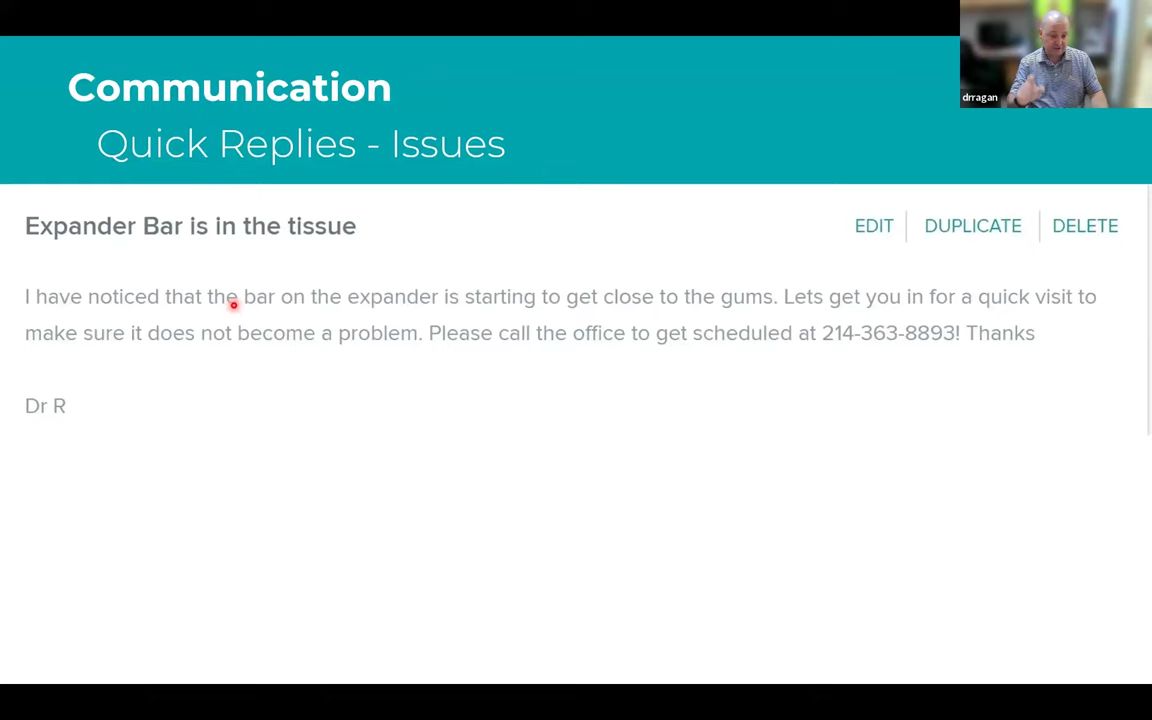 Communication
Quick Replies - Issues
drragan
Expander Bar is in the tissue
EDIT DUPLICATE DELETE
I have noticed that the bar on the expander is starting to get close to the gums. Lets get you in for a quick visit to
make sure it does not become a problem. Please call the office to get scheduled at 214-363-8893! Thanks
Dr R